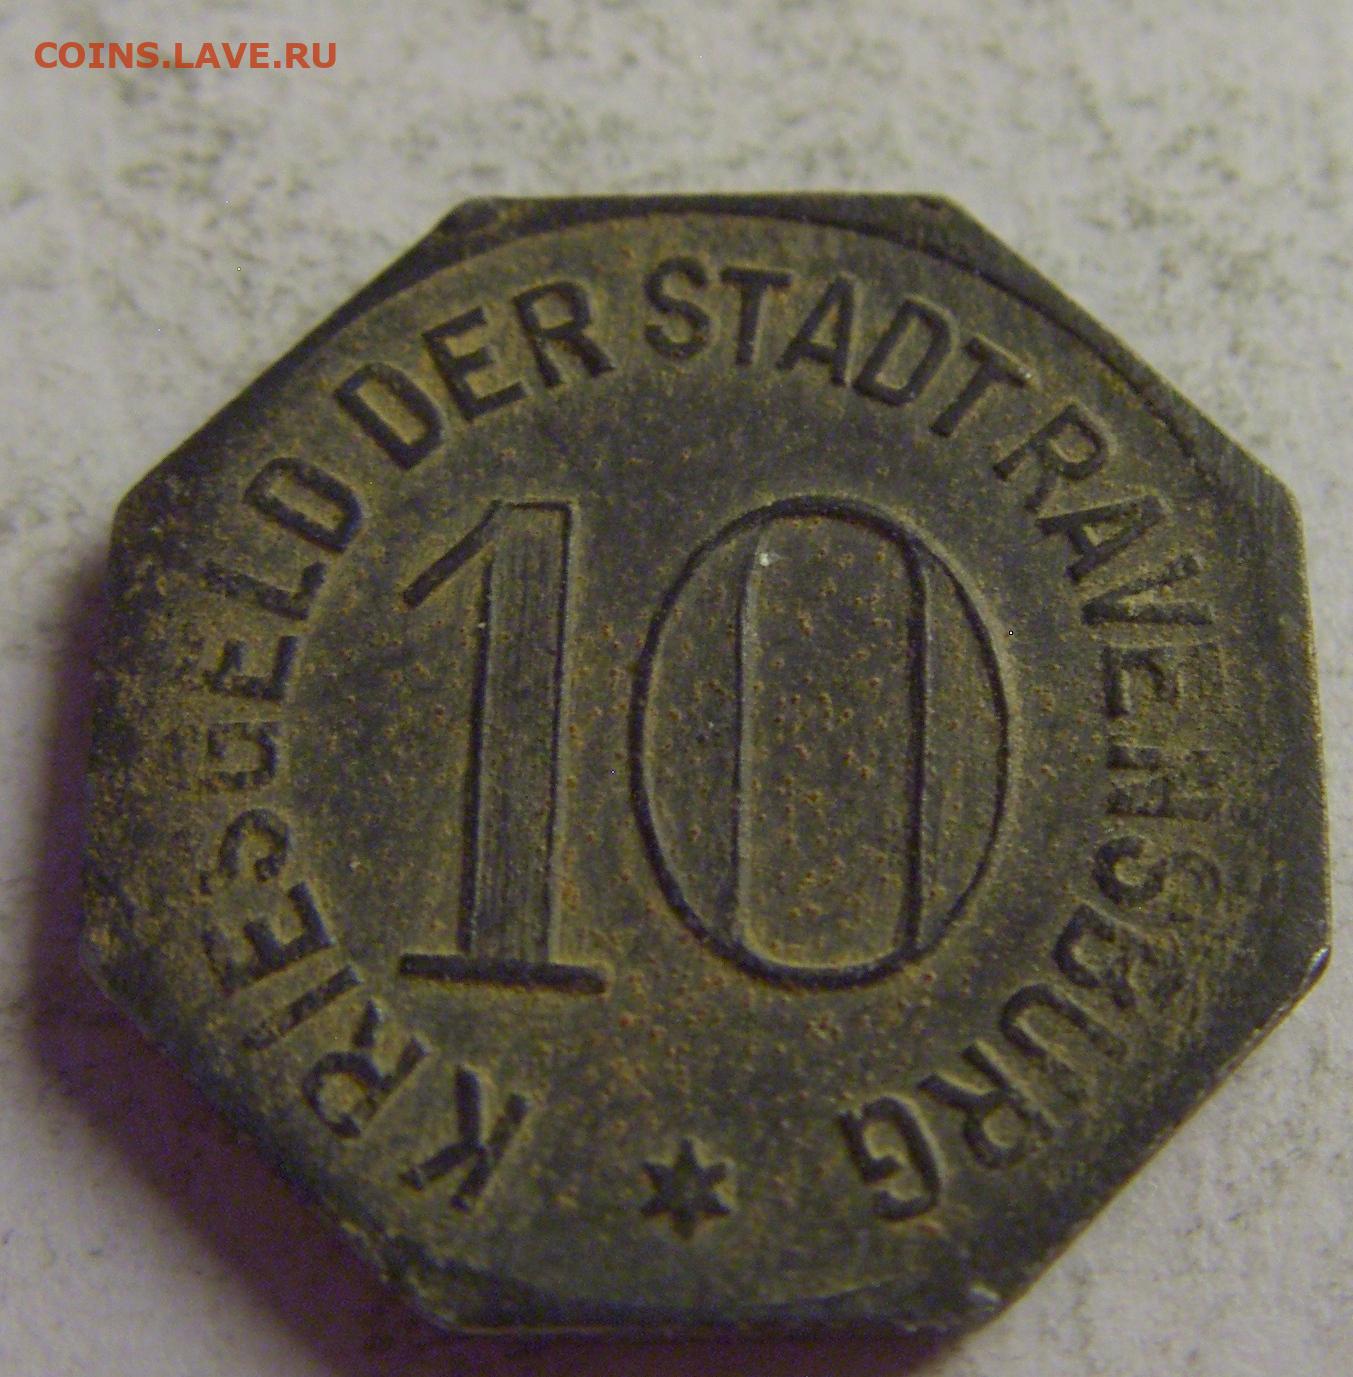 COINS.LAVE.RU
KRIEGSGELD DER STADT RAVENSBURG
10